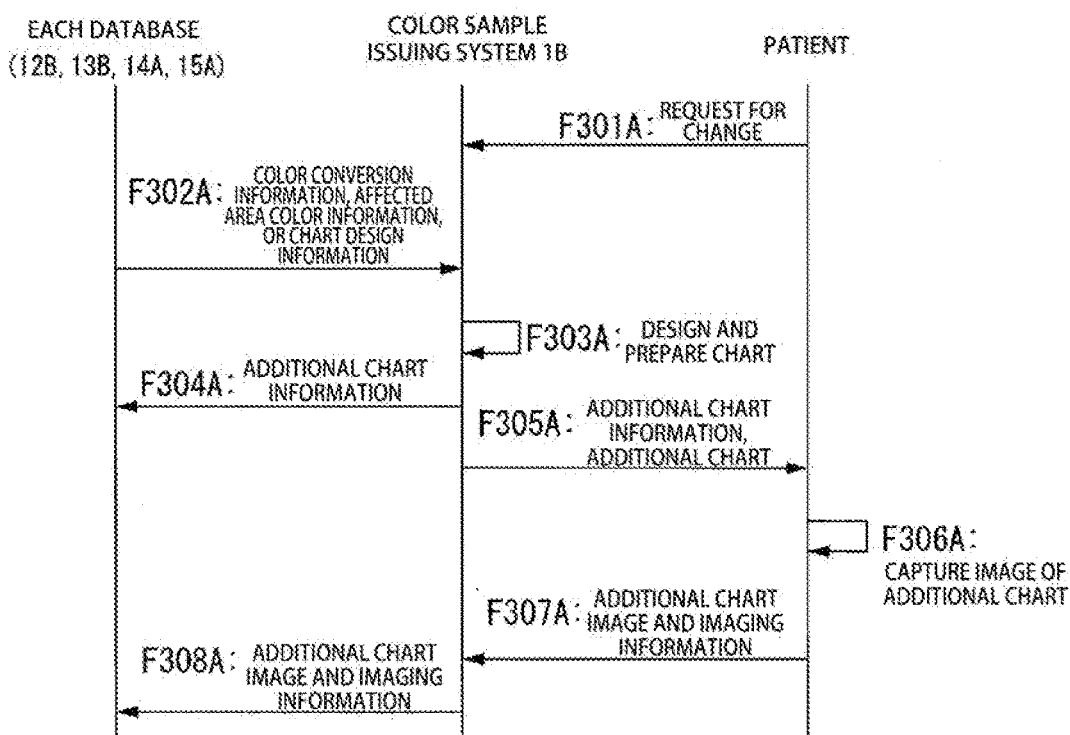 EACH DATABASE
(12B, 13B, 14A, 15A)
COLOR SAMPLE
ISSUING SYSTEM 1B
PATIENT
F301A: REQUEST FOR
CHANGE
F302A: COLOR CONVERSION
INFORMATION, AFFECTED
AREA COLOR INFORMATION,
OR CHART DESIGN
INFORMATION
F303A: DESIGN AND
PREPARE CHART
F304A: ADDITIONAL CHART
INFORMATION
F305A: ADDITIONAL CHART
INFORMATION,
ADDITIONAL CHART
F306A:
CAPTURE IMAGE OF
ADDITIONAL CHART
F307A: ADDITIONAL CHART
IMAGE AND IMAGING
INFORMATION
F308A: ADDITIONAL CHART
IMAGE AND IMAGING
INFORMATION